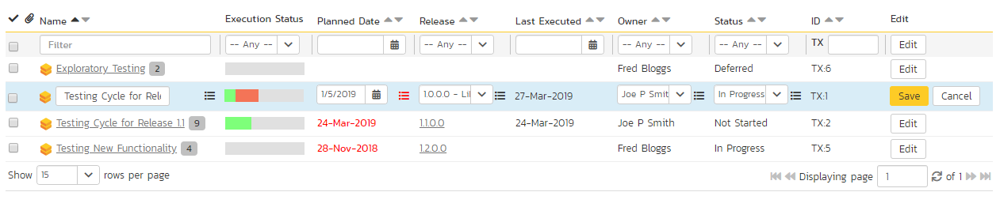 Name Execution Status Planned Date Release Last Executed Owner Status ID Edit
Filter -- Any -- -- Any -- -- Any -- -- Any -- TX Edit
Exploratory Testing 2 Fred Bloggs Deferred TX:6 Edit
Testing Cycle for Rele 1/5/2019 1.0.0.0 - Li 27-Mar-2019 Joe P Smit In Progress TX:1 Save Cancel
Testing Cycle for Release 1.1 9 24-Mar-2019 1.1.0.0 24-Mar-2019 Joe P Smith Not Started TX:2 Edit
Testing New Functionality 4 28-Nov-2018 1.2.0.0 Fred Bloggs In Progress TX:5 Edit
Show 15 rows per page Displaying page 1 of 1